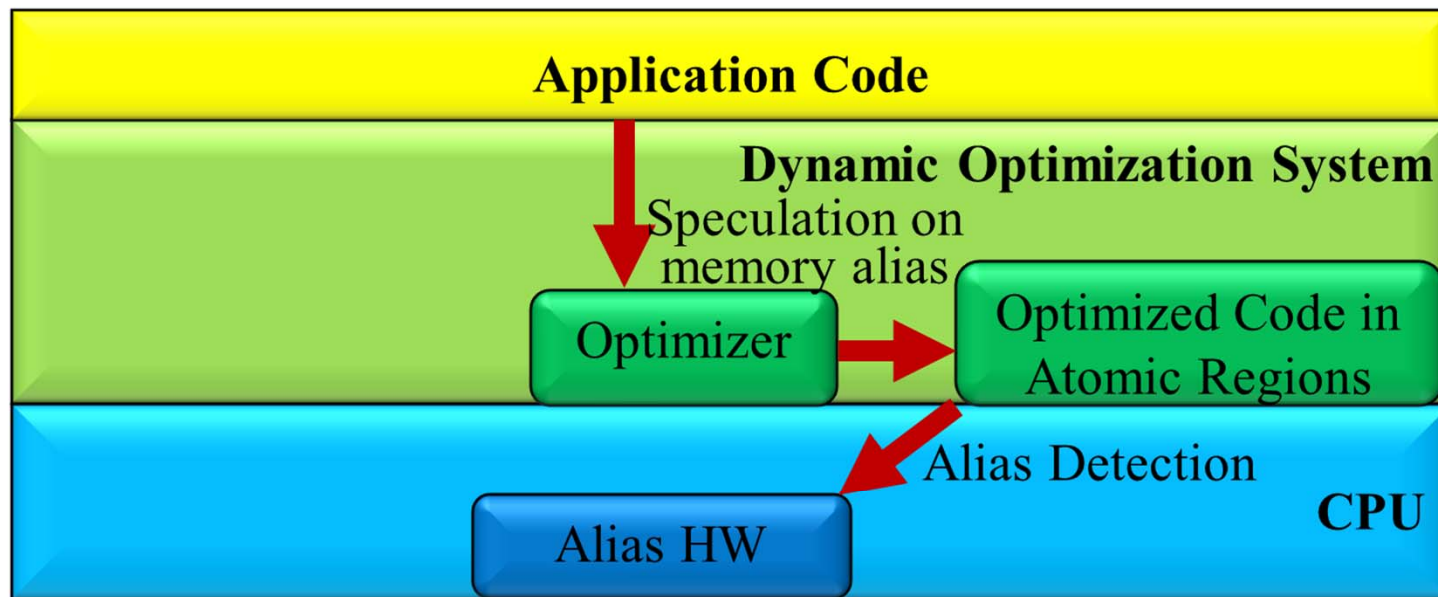 Application Code
Dynamic Optimization System
Speculation on
memory alias
Optimizer
Optimized Code in
Atomic Regions
Alias Detection
CPU
Alias HW